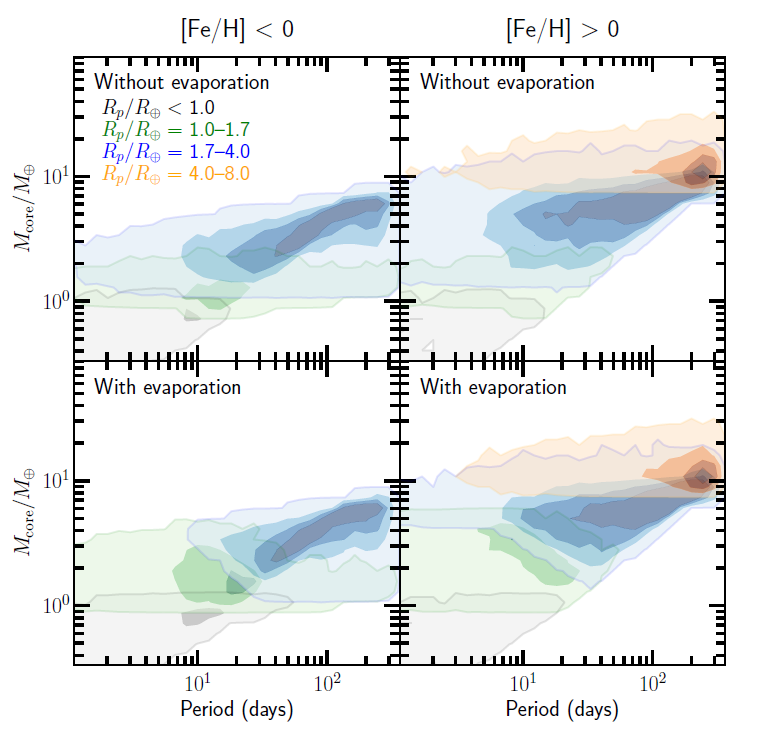 [Fe/H] < 0
[Fe/H] > 0
Without evaporation
R_p/R_⊕ < 1.0
R_p/R_⊕ = 1.0–1.7
R_p/R_⊕ = 1.7–4.0
R_p/R_⊕ = 4.0–8.0
Without evaporation
M_core/M_⊕
10^1
10^0
With evaporation
With evaporation
M_core/M_⊕
10^1
10^0
10^1 10^2
10^1 10^2
Period (days)
Period (days)